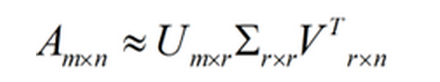 A_{m×n} ≈ U_{m×r} Σ_{r×r} V^T_{r×n}